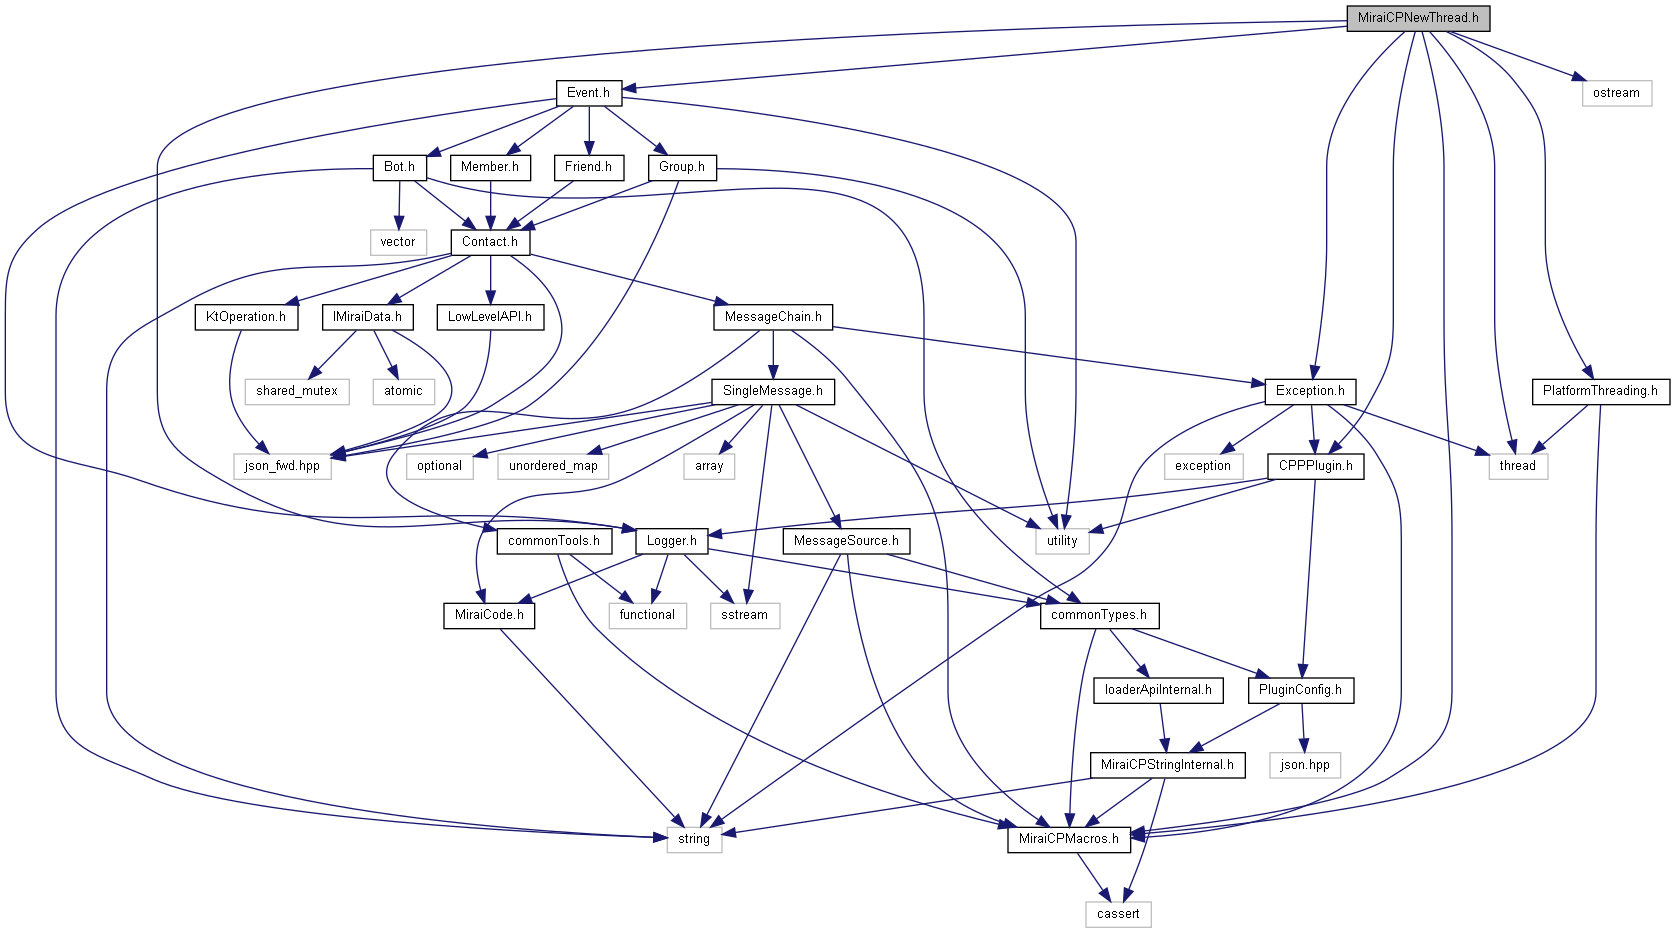 MiraiCPNewThread.h
Event.h
ostream
Bot.h
Member.h
Friend.h
Group.h
vector
Contact.h
KtOperation.h
IMiraiData.h
LowLevelAPI.h
MessageChain.h
shared_mutex
atomic
SingleMessage.h
Exception.h
PlatformThreading.h
json_fwd.hpp
optional
unordered_map
array
exception
CPPPlugin.h
thread
commonTools.h
Logger.h
MessageSource.h
utility
MiraiCode.h
functional
sstream
commonTypes.h
loaderApiInternal.h
PluginConfig.h
MiraiCPStringInternal.h
json.hpp
string
MiraiCPMacros.h
cassert